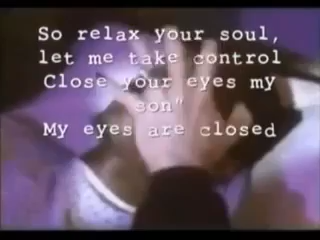 So relax your soul,
let me take control
Close your eyes my
son"
My eyes are closed